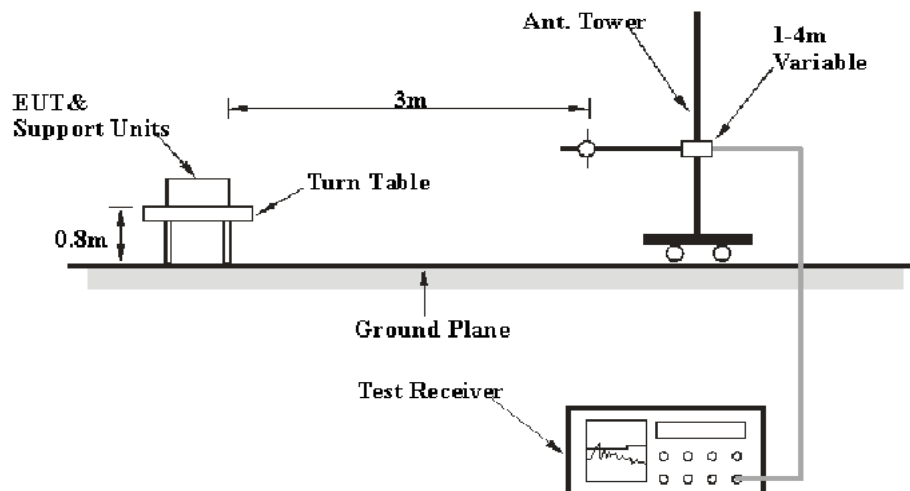 Ant. Tower
1-4m
Variable
3m
EUT&
Support Units
Turn Table
0.8m
Ground Plane
Test Receiver